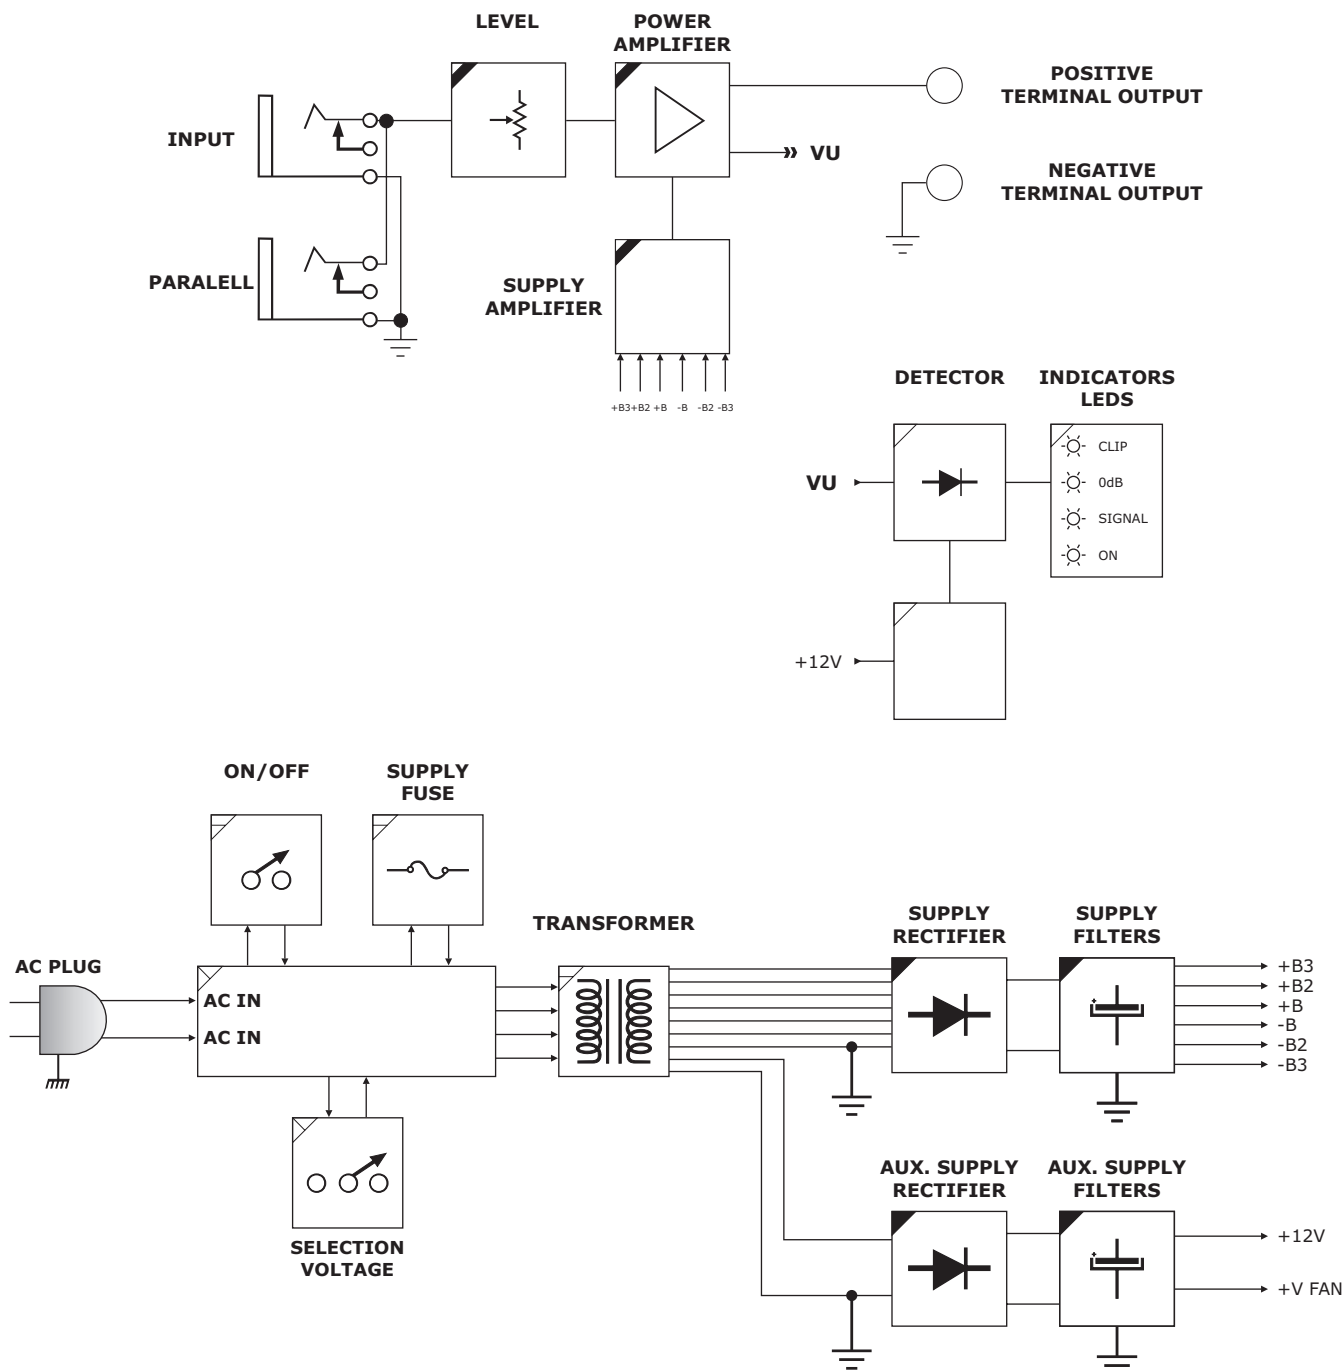 LEVEL
POWER
AMPLIFIER
POSITIVE
TERMINAL OUTPUT
INPUT
VU
NEGATIVE
TERMINAL OUTPUT
PARALELL
SUPPLY
AMPLIFIER
+B3 +B2 +B -B -B2 -B3
DETECTOR
INDICATORS
LEDS
CLIP
VU
0dB
SIGNAL
ON
+12V
ON/OFF
SUPPLY
FUSE
TRANSFORMER
SUPPLY
RECTIFIER
SUPPLY
FILTERS
AC PLUG
AC IN
AC IN
+B3
+B2
+B
-B
-B2
-B3
SELECTION
VOLTAGE
AUX. SUPPLY
RECTIFIER
AUX. SUPPLY
FILTERS
+12V
+V FAN